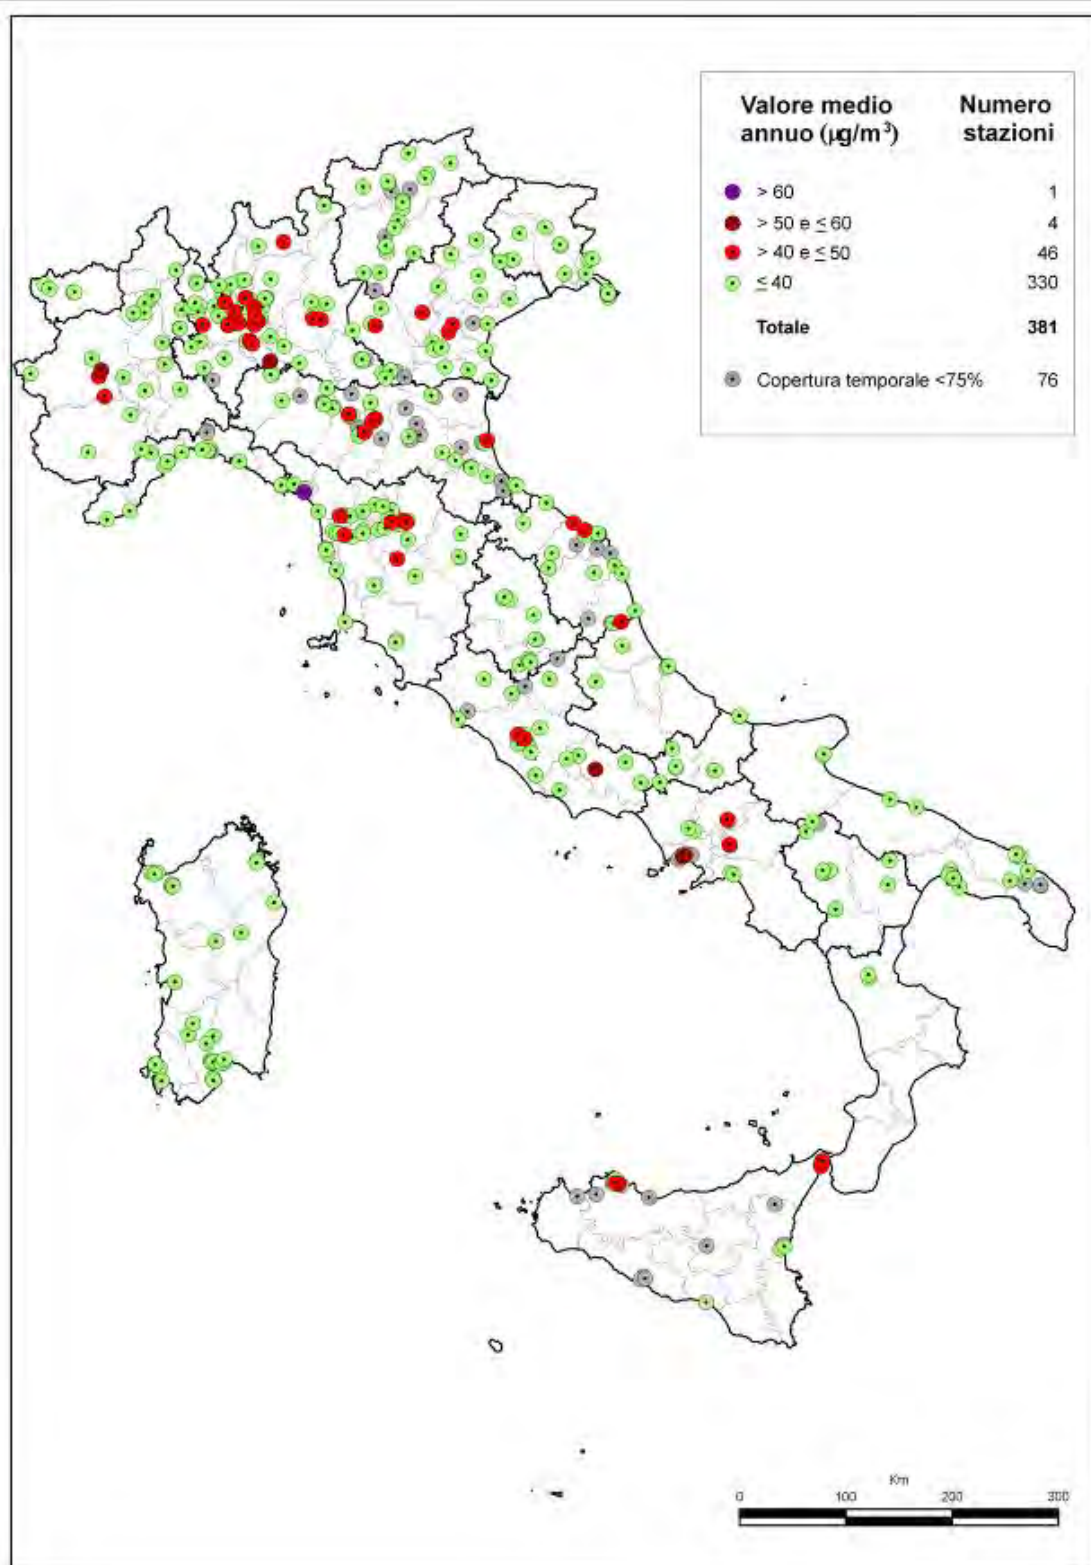 Valore medio annuo (µg/m³) Numero stazioni
> 60 1
> 50 e ≤ 60 4
> 40 e ≤ 50 46
≤ 40 330
Totale 381
Copertura temporale <75% 76
Km
0 100 200 300